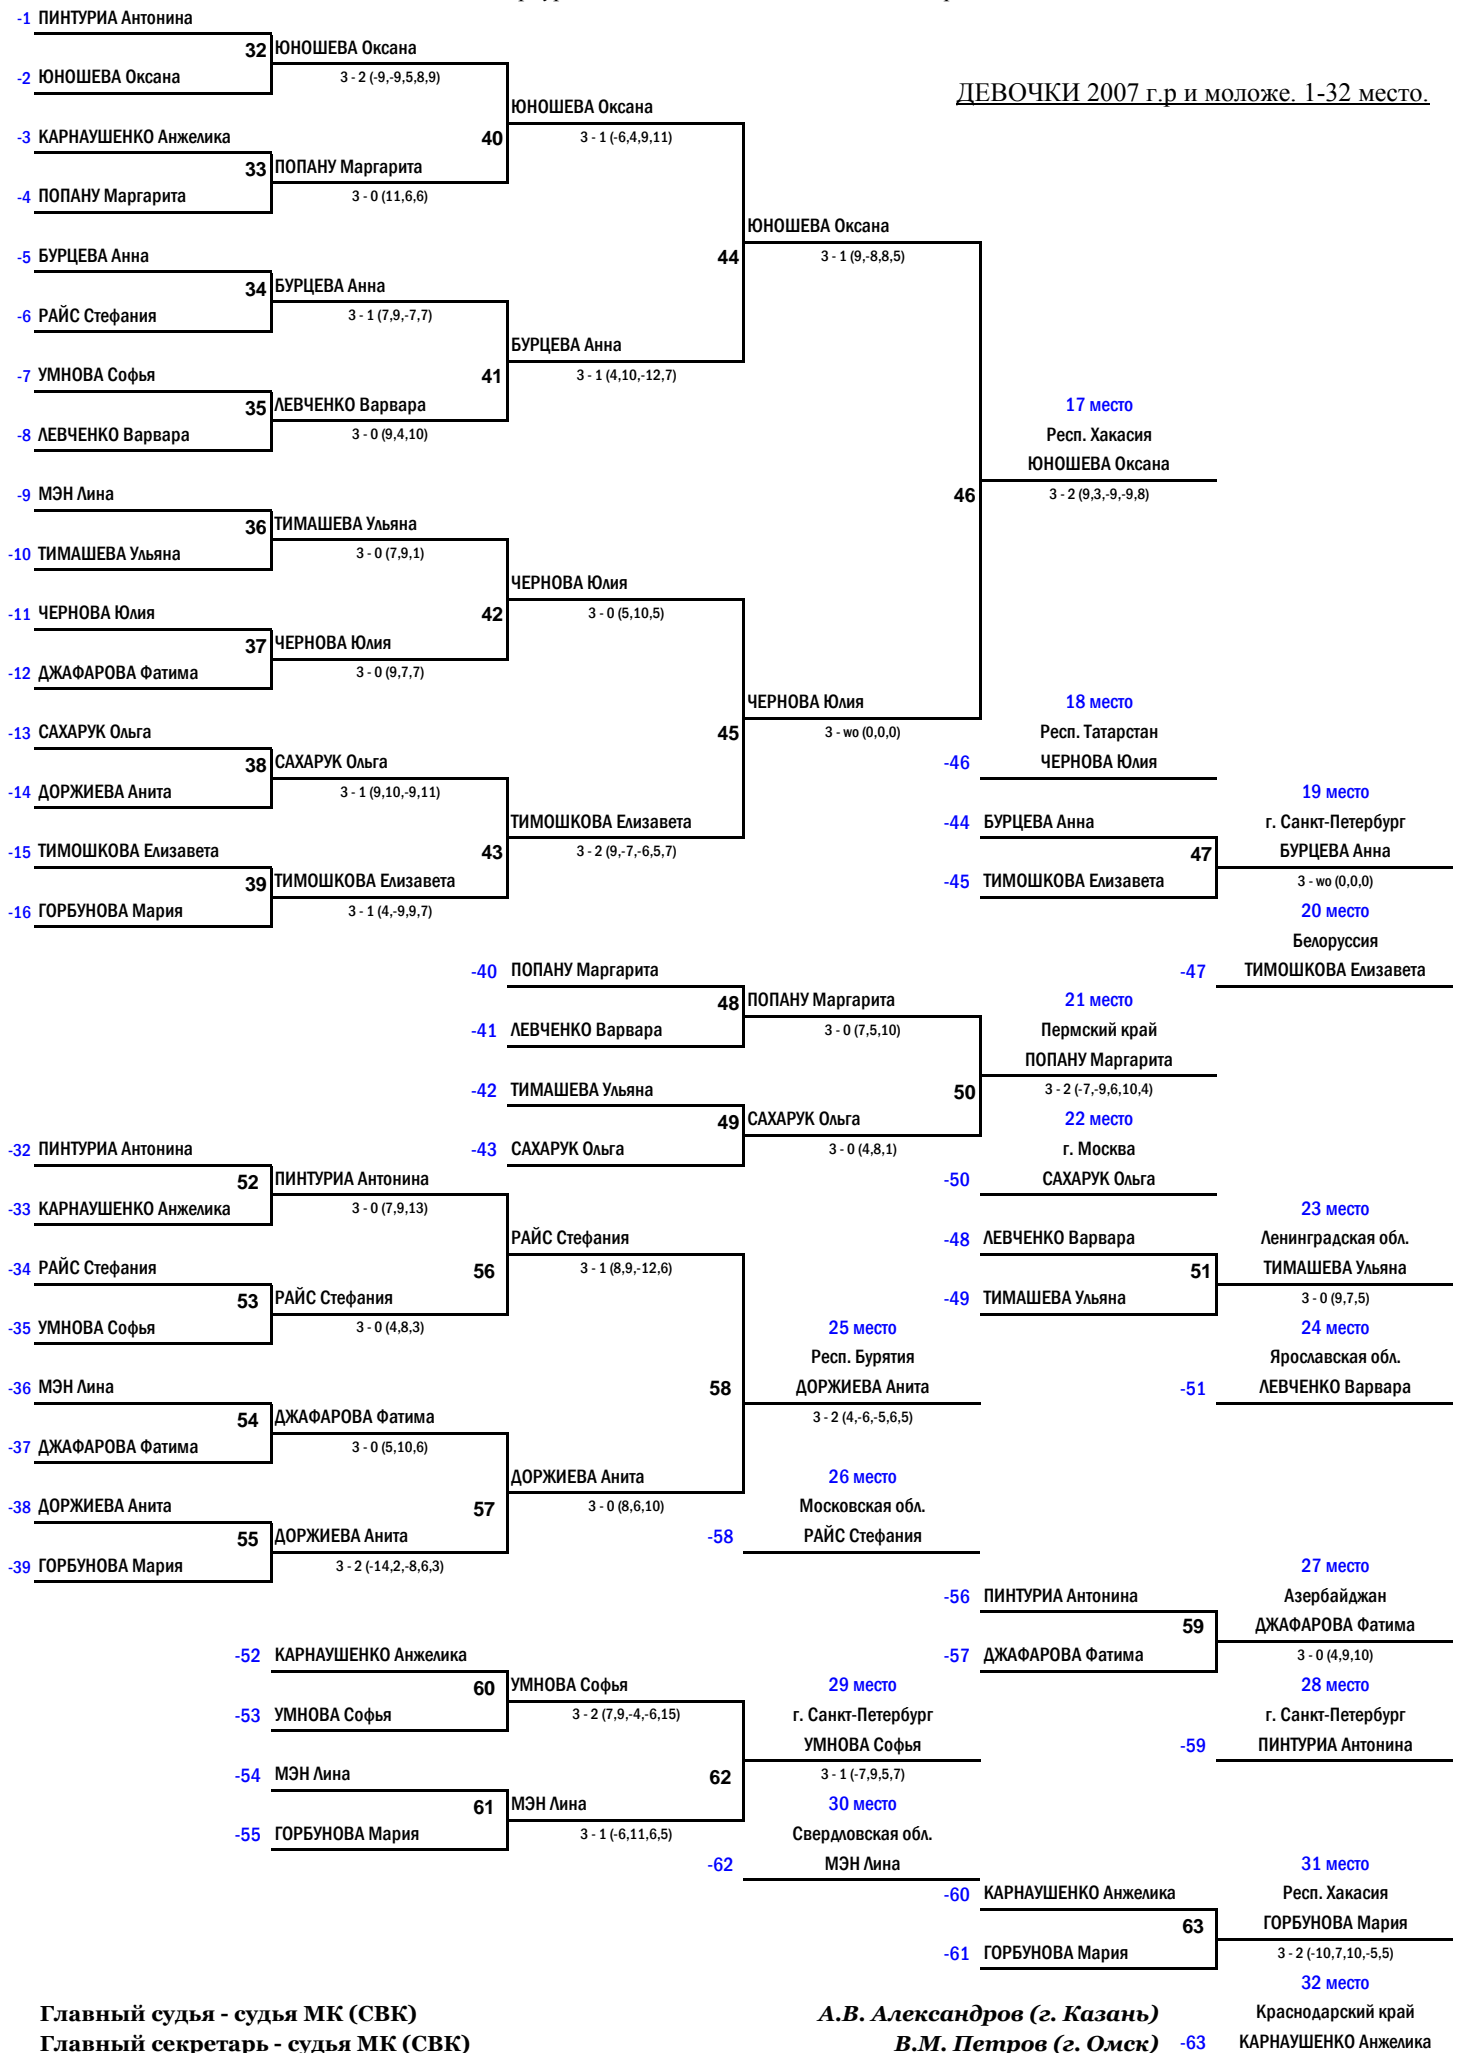 -1 ПИНТУРИА Антонина
32 ЮНОШЕВА Оксана
-2 ЮНОШЕВА Оксана
3 - 2 (-9,-9,5,8,9)
ДЕВОЧКИ 2007 г.р и моложе. 1-32 место.
ЮНОШЕВА Оксана
-3 КАРНАУШЕНКО Анжелика
40
3 - 1 (-6,4,9,11)
33 ПОПАНУ Маргарита
-4 ПОПАНУ Маргарита
3 - 0 (11,6,6)
ЮНОШЕВА Оксана
-5 БУРЦЕВА Анна
44
3 - 1 (9,-8,8,5)
34 БУРЦЕВА Анна
-6 РАЙС Стефания
3 - 1 (7,9,-7,7)
БУРЦЕВА Анна
-7 УМНОВА Софья
41
3 - 1 (4,10,-12,7)
35 ЛЕВЧЕНКО Варвара
17 место
-8 ЛЕВЧЕНКО Варвара
3 - 0 (9,4,10)
Респ. Хакасия
ЮНОШЕВА Оксана
-9 МЭН Лина
46
3 - 2 (9,3,-9,-9,8)
36 ТИМАШЕВА Ульяна
-10 ТИМАШЕВА Ульяна
3 - 0 (7,9,1)
ЧЕРНОВА Юлия
-11 ЧЕРНОВА Юлия
42
3 - 0 (5,10,5)
37 ЧЕРНОВА Юлия
-12 ДЖАФАРОВА Фатима
3 - 0 (9,7,7)
ЧЕРНОВА Юлия
18 место
-13 САХАРУК Ольга
45
3 - wo (0,0,0)
Респ. Татарстан
38 САХАРУК Ольга
-46 ЧЕРНОВА Юлия
-14 ДОРЖИЕВА Анита
3 - 1 (9,10,-9,11)
19 место
ТИМОШКОВА Елизавета
-44 БУРЦЕВА Анна
г. Санкт-Петербург
-15 ТИМОШКОВА Елизавета
43
3 - 2 (9,-7,-6,5,7)
47
БУРЦЕВА Анна
39 ТИМОШКОВА Елизавета
-45 ТИМОШКОВА Елизавета
3 - wo (0,0,0)
-16 ГОРБУНОВА Мария
3 - 1 (4,-9,9,7)
20 место
Белоруссия
-40 ПОПАНУ Маргарита
-47 ТИМОШКОВА Елизавета
48 ПОПАНУ Маргарита
21 место
-41 ЛЕВЧЕНКО Варвара
3 - 0 (7,5,10)
Пермский край
ПОПАНУ Маргарита
-42 ТИМАШЕВА Ульяна
50
3 - 2 (-7,-9,6,10,4)
49 САХАРУК Ольга
22 место
-32 ПИНТУРИА Антонина
-43 САХАРУК Ольга
3 - 0 (4,8,1)
г. Москва
52 ПИНТУРИА Антонина
-50 САХАРУК Ольга
-33 КАРНАУШЕНКО Анжелика
3 - 0 (7,9,13)
23 место
РАЙС Стефания
-48 ЛЕВЧЕНКО Варвара
Ленинградская обл.
-34 РАЙС Стефания
56
3 - 1 (8,9,-12,6)
51
ТИМАШЕВА Ульяна
53 РАЙС Стефания
-49 ТИМАШЕВА Ульяна
3 - 0 (9,7,5)
-35 УМНОВА Софья
3 - 0 (4,8,3)
25 место
24 место
Респ. Бурятия
Ярославская обл.
-36 МЭН Лина
58
ДОРЖИЕВА Анита
-51 ЛЕВЧЕНКО Варвара
54 ДЖАФАРОВА Фатима
3 - 2 (4,-6,-5,6,5)
-37 ДЖАФАРОВА Фатима
3 - 0 (5,10,6)
ДОРЖИЕВА Анита
26 место
-38 ДОРЖИЕВА Анита
57
3 - 0 (8,6,10)
Московская обл.
55 ДОРЖИЕВА Анита
-58 РАЙС Стефания
-39 ГОРБУНОВА Мария
3 - 2 (-14,2,-8,6,3)
27 место
-56 ПИНТУРИА Антонина
Азербайджан
59
ДЖАФАРОВА Фатима
-52 КАРНАУШЕНКО Анжелика
-57 ДЖАФАРОВА Фатима
3 - 0 (4,9,10)
60 УМНОВА Софья
29 место
28 место
-53 УМНОВА Софья
3 - 2 (7,9,-4,-6,15)
г. Санкт-Петербург
г. Санкт-Петербург
УМНОВА Софья
-59 ПИНТУРИА Антонина
-54 МЭН Лина
62
3 - 1 (-7,9,5,7)
61 МЭН Лина
30 место
-55 ГОРБУНОВА Мария
3 - 1 (-6,11,6,5)
Свердловская обл.
-62 МЭН Лина
31 место
-60 КАРНАУШЕНКО Анжелика
Респ. Хакасия
63
ГОРБУНОВА Мария
-61 ГОРБУНОВА Мария
3 - 2 (-10,7,10,-5,5)
32 место
Главный судья - судья МК (СВК)
А.В. Александров (г. Казань)
Краснодарский край
Главный секретарь - судья МК (СВК)
В.М. Петров (г. Омск)
-63 КАРНАУШЕНКО Анжелика